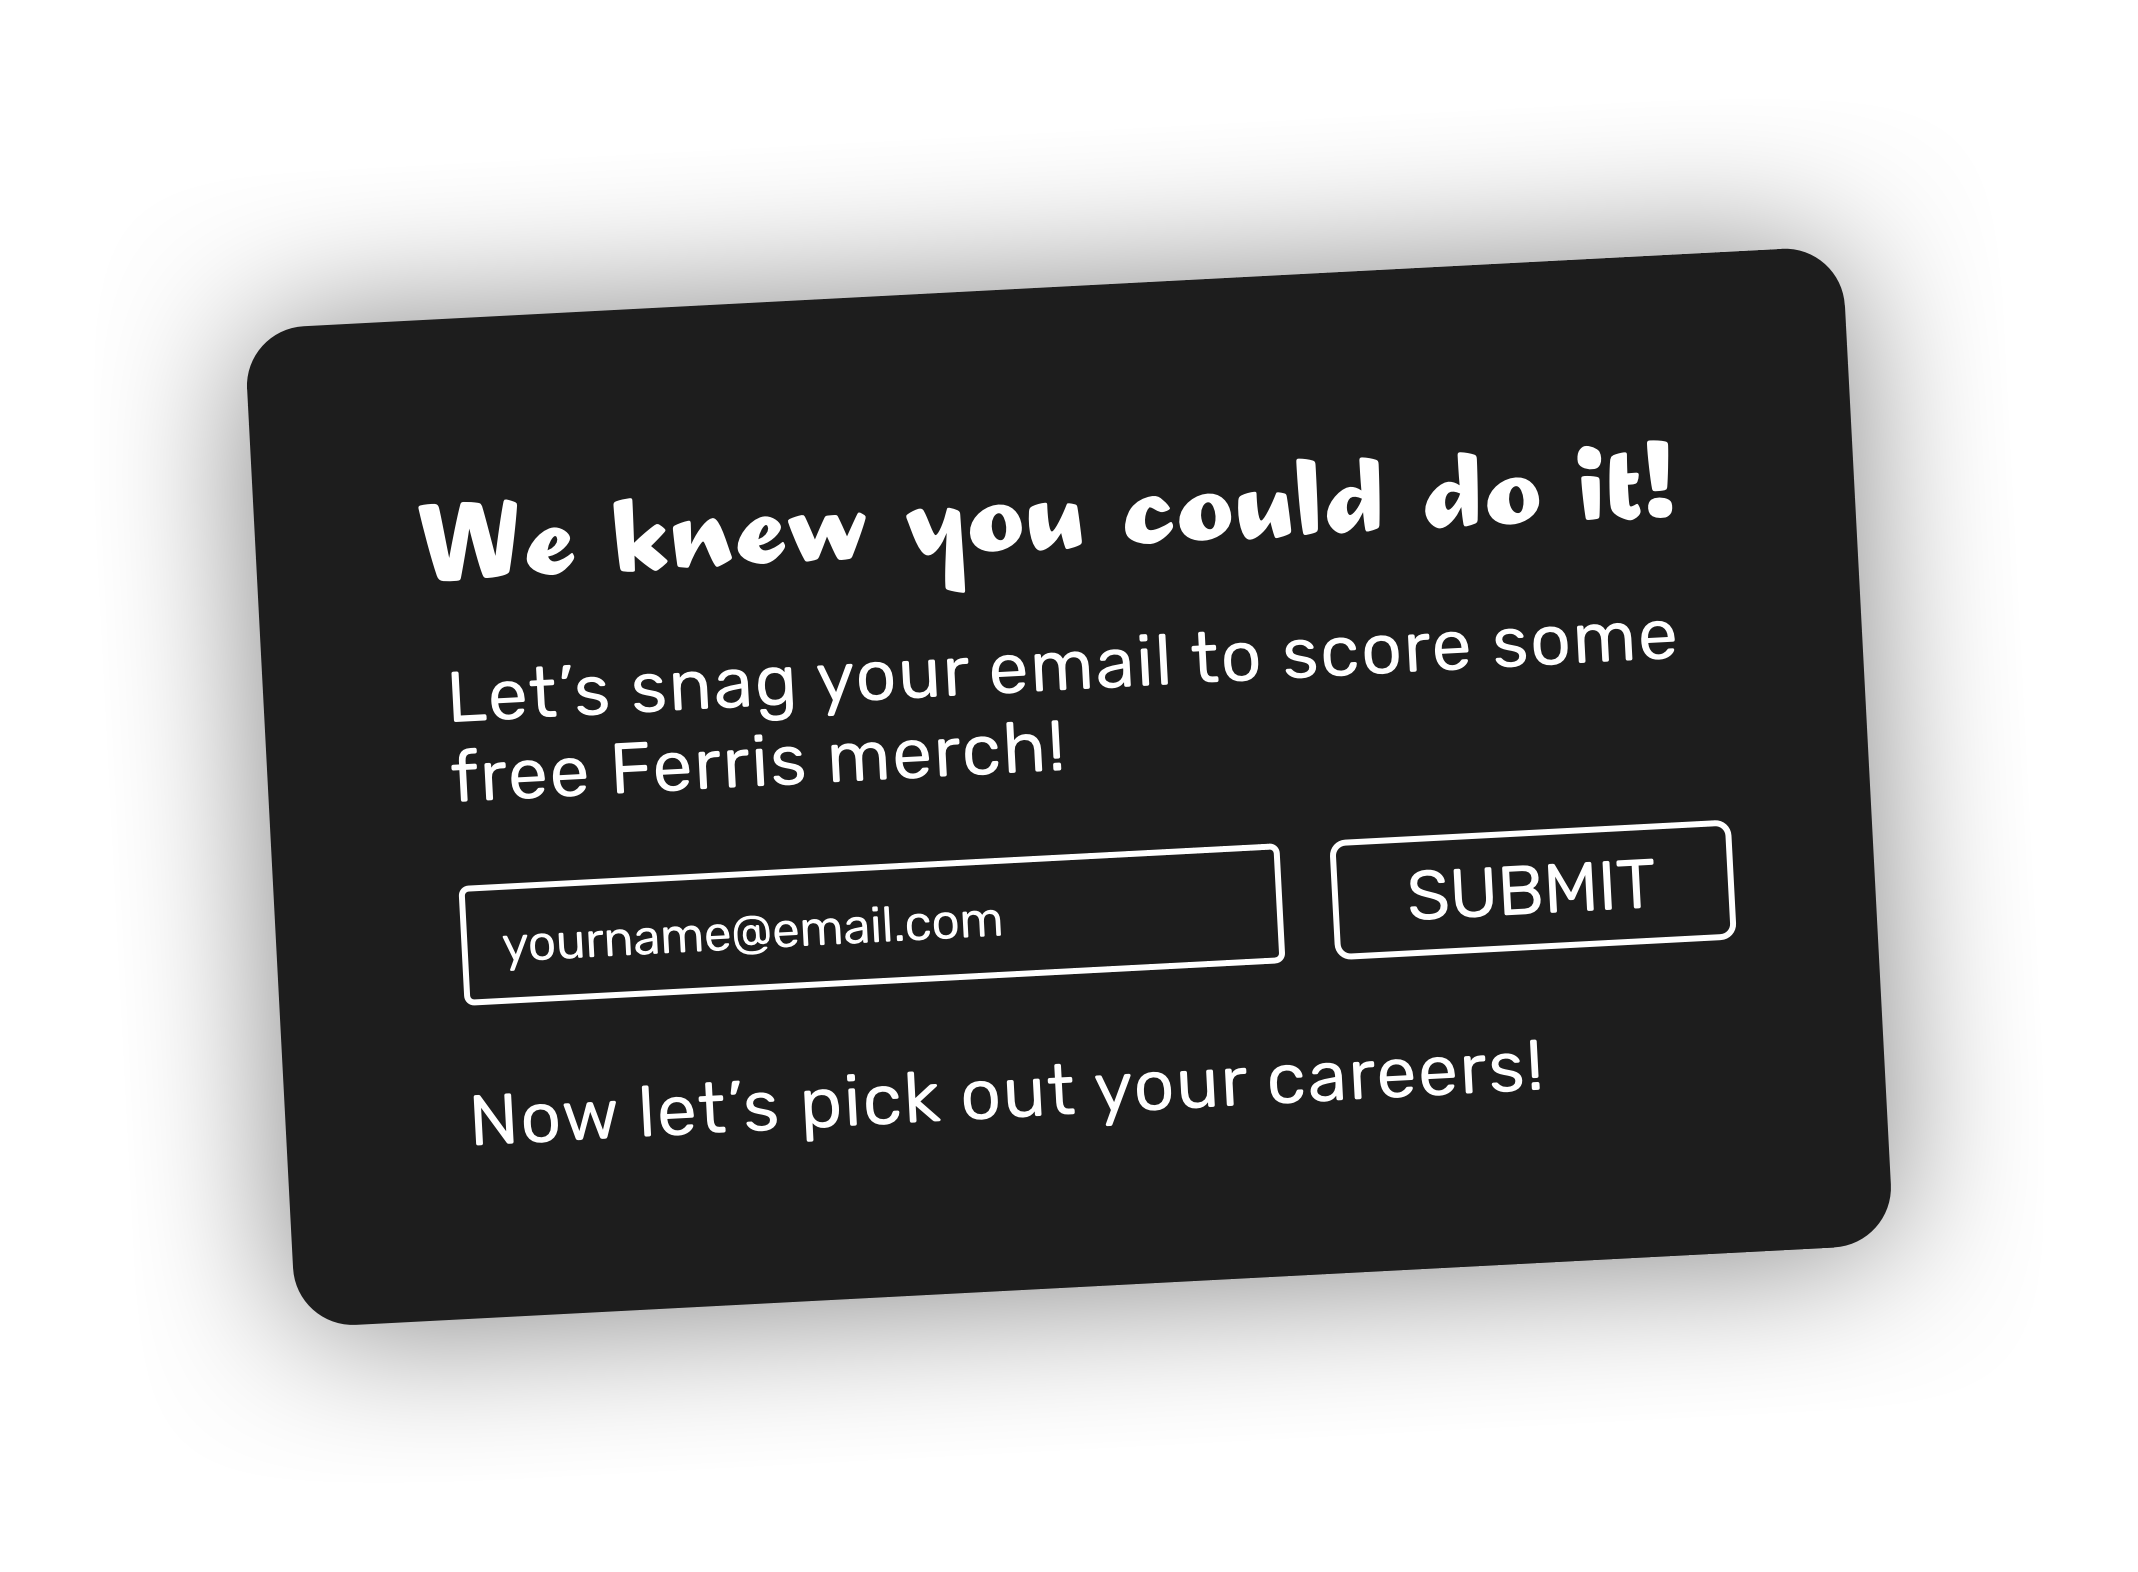 We knew you could do it!
Let’s snag your email to score some
free Ferris merch!
yourname@email.com
SUBMIT
Now let’s pick out your careers!